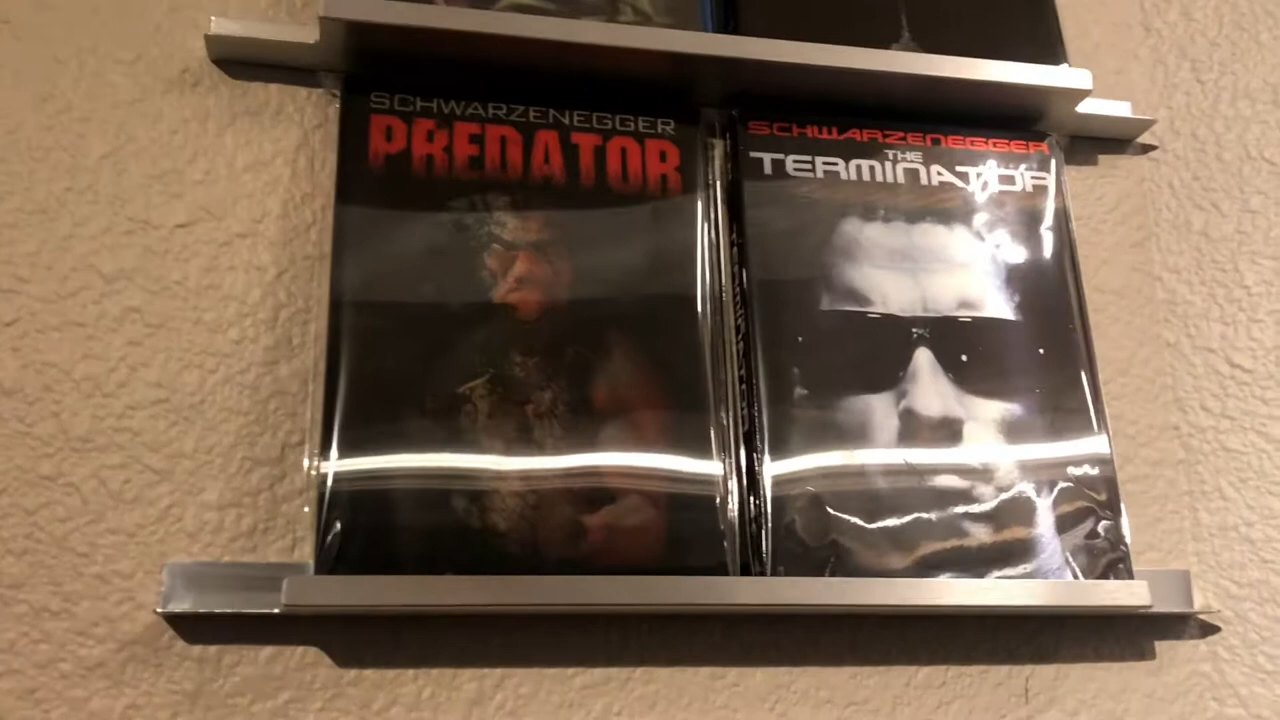 SCHWARZENEGGER
PREDATOR
SCHWARZENEGGER
THE
TERMINATOR